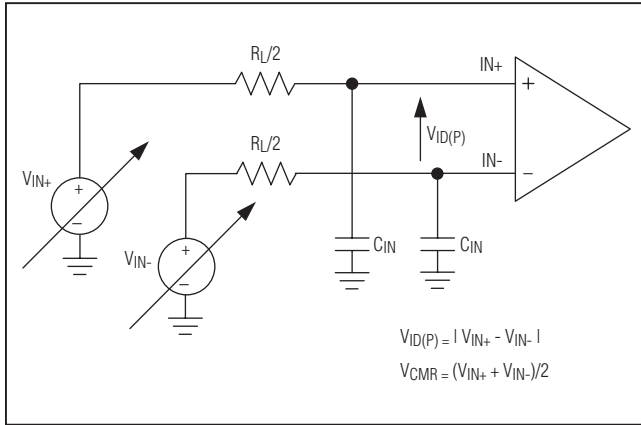 RL/2
IN+
+
VID(P)
RL/2
IN-
−
VIN+
+
−
VIN-
+
−
CIN
CIN
VID(P) = | VIN+ - VIN- |
VCMR = (VIN+ + VIN-)/2